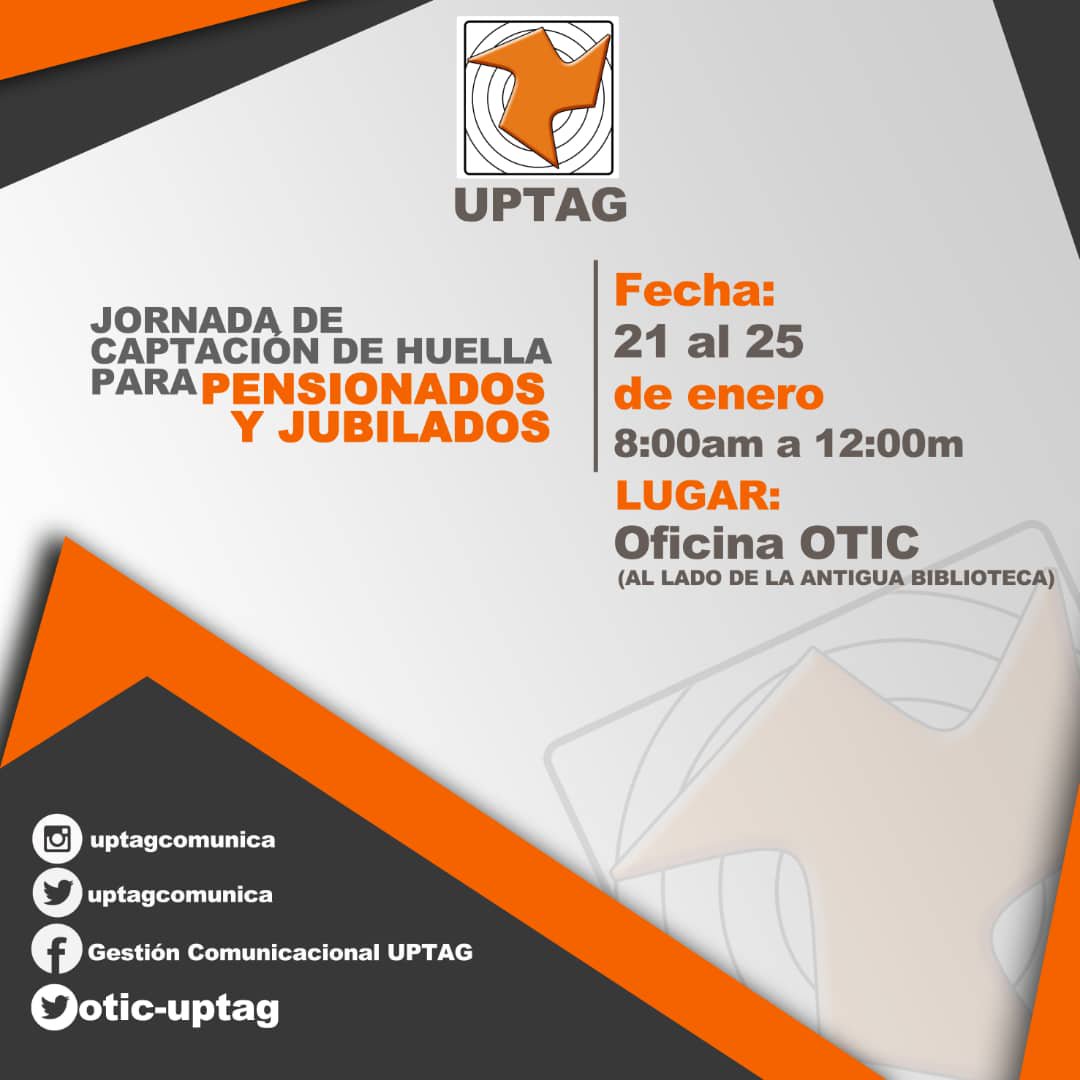 UPTAG
JORNADA DE
CAPTACIÓN DE HUELLA
PARA PENSIONADOS
Y JUBILADOS
Fecha:
21 al 25
de enero
8:00am a 12:00m
LUGAR:
Oficina OTIC
(AL LADO DE LA ANTIGUA BIBLIOTECA)
uptagcomunica
uptagcomunica
Gestión Comunicacional UPTAG
otic-uptag